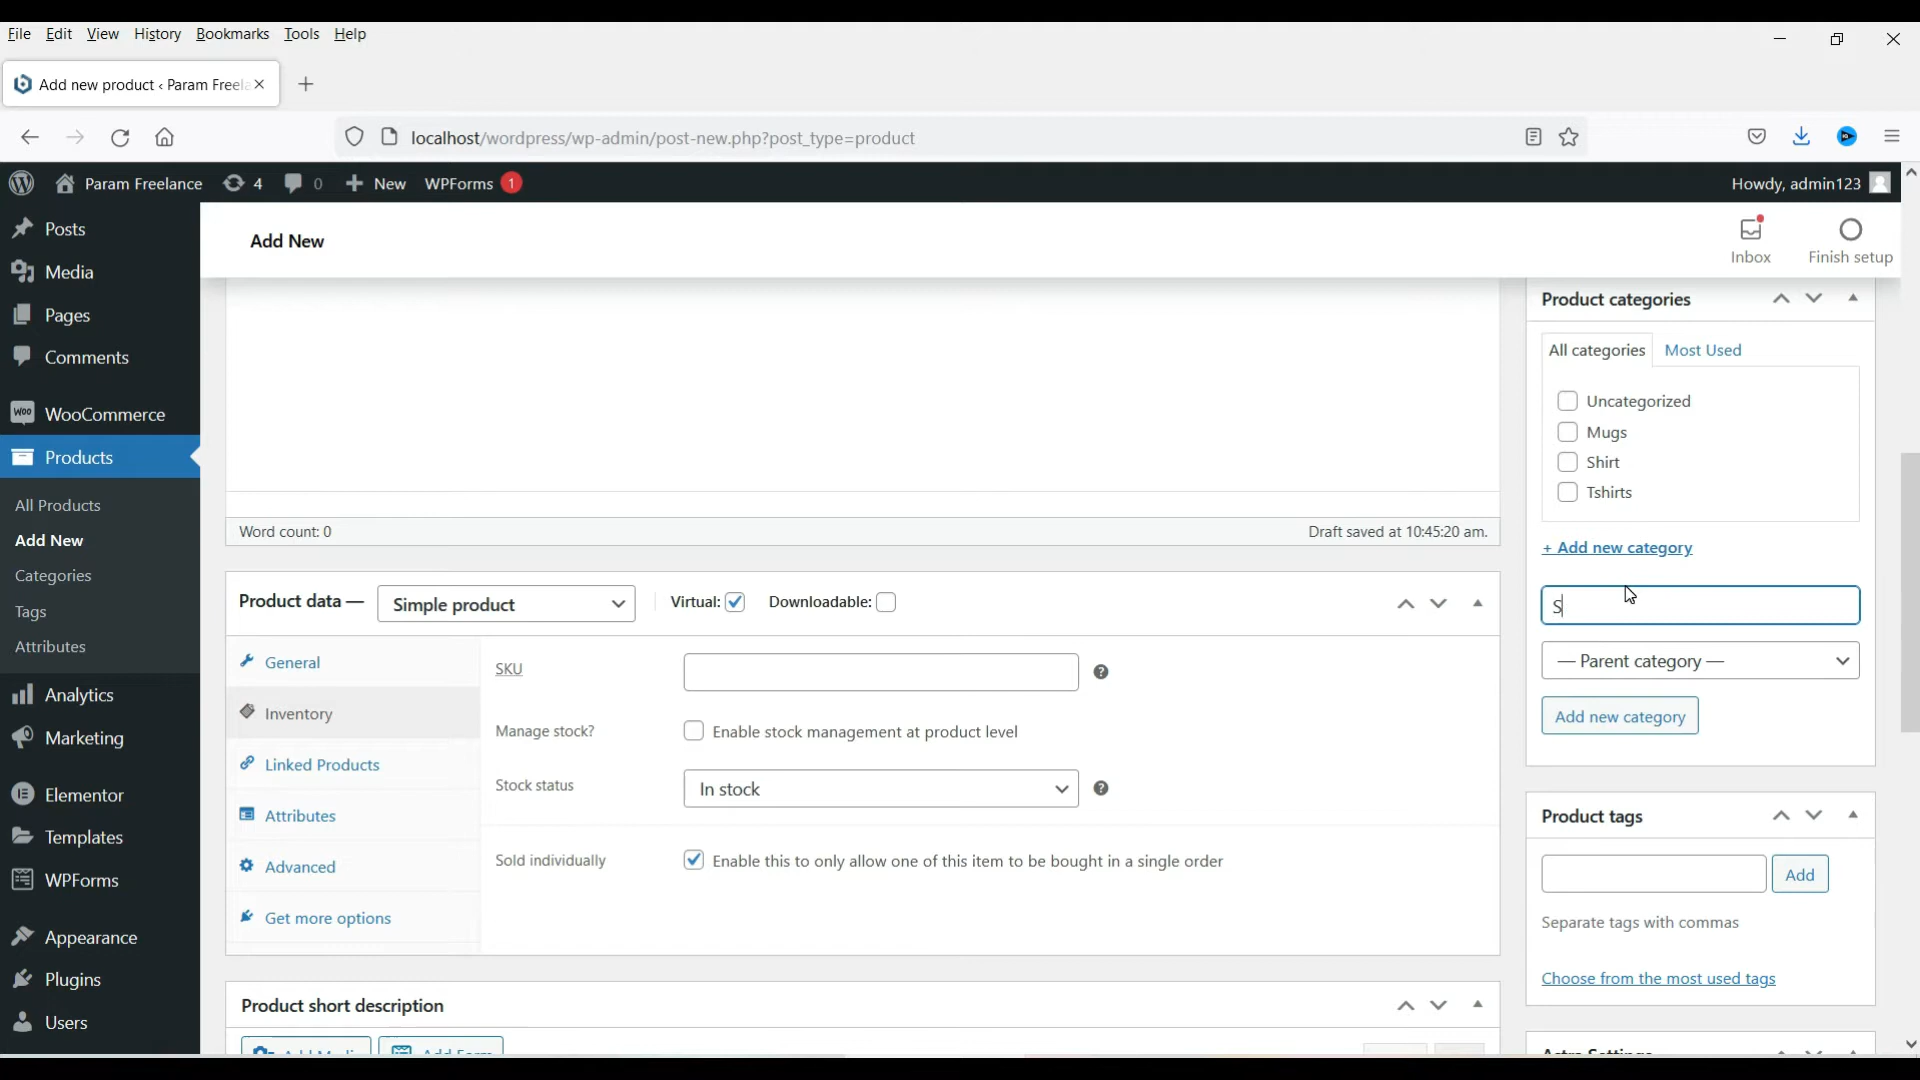 File Edit View History Bookmarks Tools Help
Add new product ‹ Param Freela
localhost/wordpress/wp-admin/post-new.php?post_type=product
Param Freelance 4 0 New WPForms 1 Howdy, admin123
Posts
Media
Pages
Comments
WooCommerce
Products
All Products
Add New
Categories
Tags
Attributes
Analytics
Marketing
Elementor
Templates
WPForms
Appearance
Plugins
Users
Add New
Inbox
Finish setup
Word count: 0 Draft saved at 10:45:20 am.
Product data — Simple product Virtual: Downloadable:
General
Inventory
Linked Products
Attributes
Advanced
Get more options
SKU
Manage stock? Enable stock management at product level
Stock status In stock
Sold individually Enable this to only allow one of this item to be bought in a single order
Product short description
Product categories
All categories Most Used
Uncategorized
Mugs
Shirt
Tshirts
+ Add new category
S
— Parent category —
Add new category
Product tags
Add
Separate tags with commas
Choose from the most used tags